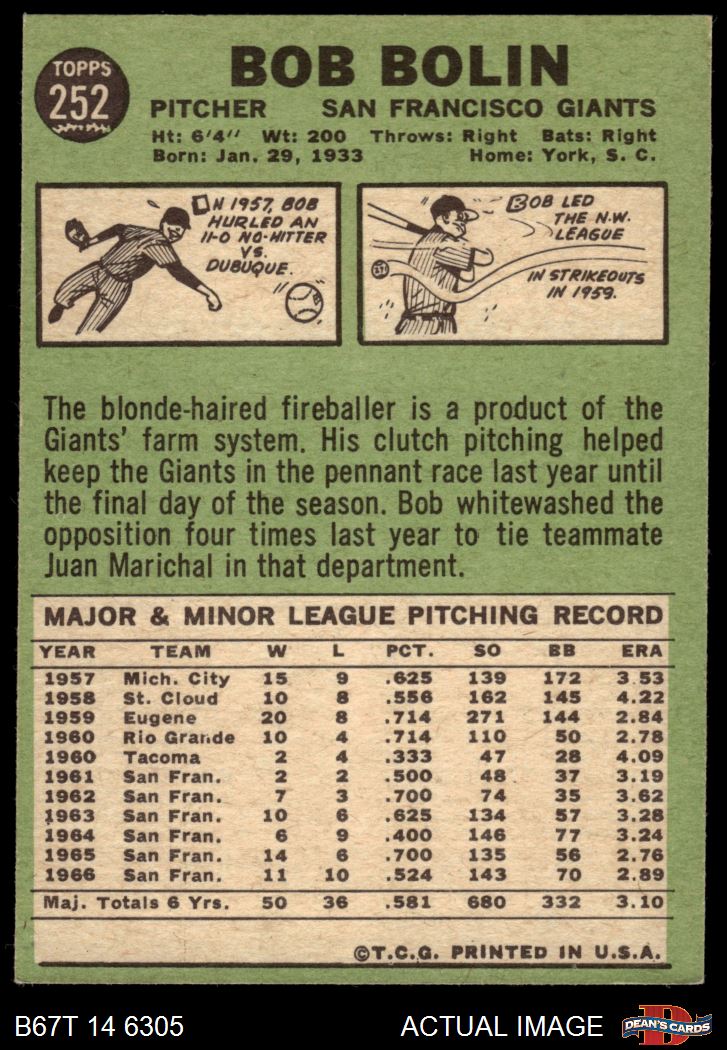 TOPPS
252
BOB BOLIN
PITCHER SAN FRANCISCO GIANTS
Ht: 6'4" Wt: 200 Throws: Right Bats: Right
Born: Jan. 29, 1933 Home: York, S. C.
IN 1957, BOB
HURLED AN
11-0 NO-HITTER
VS.
DUBUQUE.
BOB LED
THE N.W.
LEAGUE
IN STRIKEOUTS
IN 1959.
The blonde-haired fireballer is a product of the
Giants' farm system. His clutch pitching helped
keep the Giants in the pennant race last year until
the final day of the season. Bob whitewashed the
opposition four times last year to tie teammate
Juan Marichal in that department.
MAJOR & MINOR LEAGUE PITCHING RECORD
YEAR TEAM W L PCT. SO BB ERA
1957 Mich. City 15 9 .625 139 172 3.53
1958 St. Cloud 10 8 .556 162 145 4.22
1959 Eugene 20 8 .714 271 144 2.84
1960 Rio Grande 10 4 .714 110 50 2.78
1960 Tacoma 2 4 .333 47 28 4.09
1961 San Fran. 2 2 .500 48 37 3.19
1962 San Fran. 7 3 .700 74 35 3.62
1963 San Fran. 10 6 .625 134 57 3.28
1964 San Fran. 6 9 .400 146 77 3.24
1965 San Fran. 14 6 .700 135 56 2.76
1966 San Fran. 11 10 .524 143 70 2.89
Maj. Totals 6 Yrs. 50 36 .581 680 332 3.10
©T.C.G. PRINTED IN U.S.A.
B67T 14 6305 ACTUAL IMAGE
D
DEAN'S CARDS